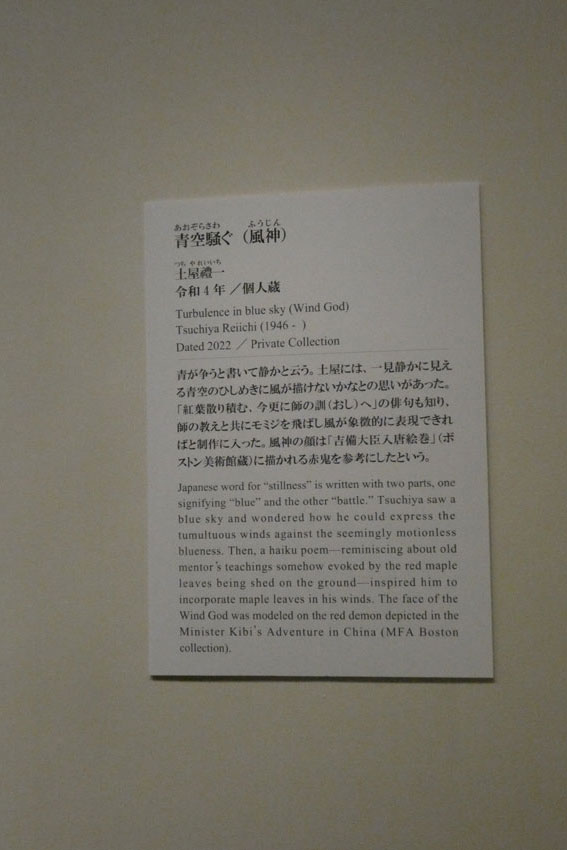 あおぞらさわ ふうじん
青空騒ぐ（風神）
つちやれいいち
土屋禮一
令和4年／個人蔵
Turbulence in blue sky (Wind God)
Tsuchiya Reiichi (1946 - )
Dated 2022 ／ Private Collection
青が争うと書いて静かと云う。土屋には、一見静かに見え
る青空のひしめきに風が描けないかなとの思いがあった。
「紅葉散り積む、今更に師の訓（おし）へ」の俳句も知り、
師の教えと共にモミジを飛ばし風が象徴的に表現できれ
ばと制作に入った。風神の顔は「吉備大臣入唐絵巻」（ボ
ストン美術館蔵）に描かれる赤鬼を参考にしたという。
Japanese word for “stillness” is written with two parts, one
signifying “blue” and the other “battle.” Tsuchiya saw a
blue sky and wondered how he could express the
tumultuous winds against the seemingly motionless
blueness. Then, a haiku poem—reminiscing about old
mentor’s teachings somehow evoked by the red maple
leaves being shed on the ground—inspired him to
incorporate maple leaves in his winds. The face of the
Wind God was modeled on the red demon depicted in the
Minister Kibi’s Adventure in China (MFA Boston
collection).